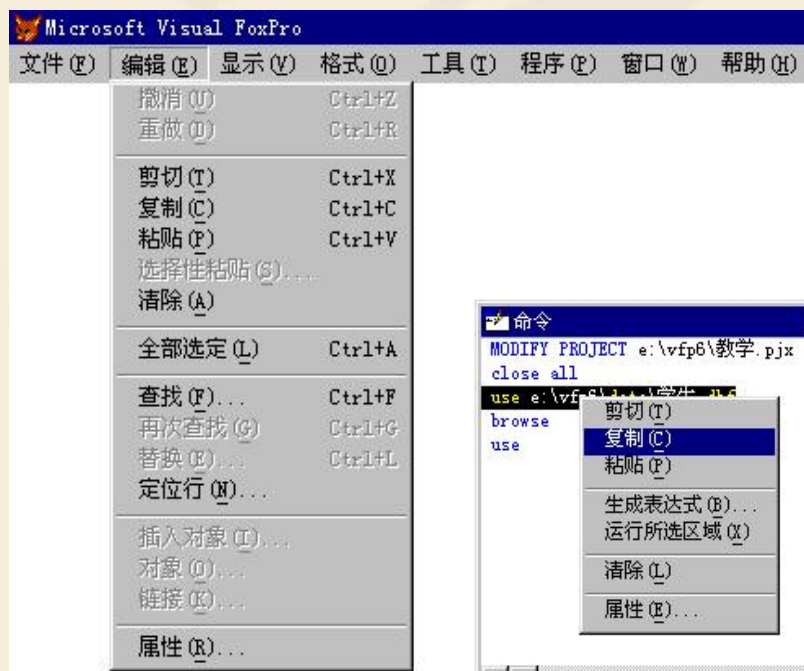 Microsoft Visual FoxPro
文件(F) 编辑(E) 显示(V) 格式(O) 工具(T) 程序(P) 窗口(W) 帮助(H)
撤消(U) Ctrl+Z
重做(D) Ctrl+R
剪切(T) Ctrl+X
复制(C) Ctrl+C
粘贴(P) Ctrl+V
选择性粘贴(S)...
清除(A)
全部选定(L) Ctrl+A
查找(F)... Ctrl+F
再次查找(G) Ctrl+G
替换(E)... Ctrl+L
定位行(N)...
插入对象(I)...
对象(O)...
链接(K)...
属性(R)...
命令
MODIFY PROJECT e:\vfp6\教学.pjx
close all
use
browse
use
剪切(T)
复制(C)
粘贴(P)
生成表达式(B)...
运行所选区域(X)
清除(L)
属性(E)...